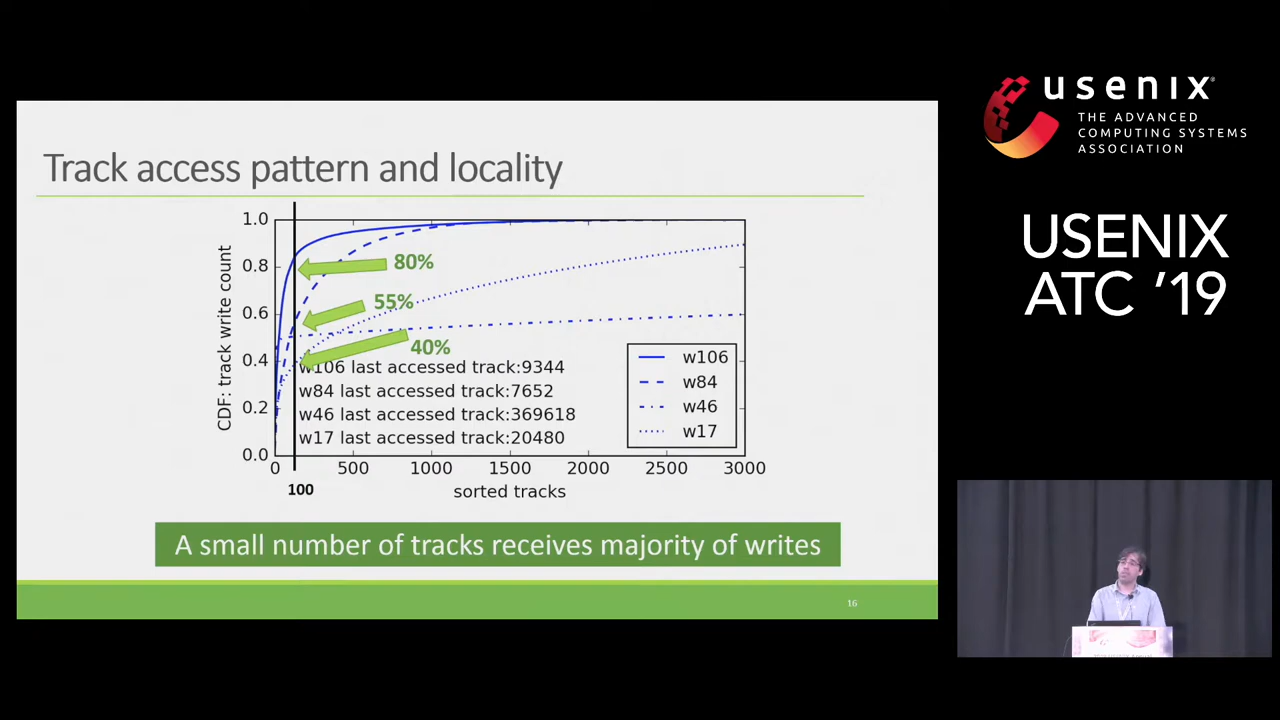 Track access pattern and locality
CDF: track write count
1.0
0.8
0.6
0.4
0.2
0.0
80%
55%
40%
w106 last accessed track:9344
w84 last accessed track:7652
w46 last accessed track:369618
w17 last accessed track:20480
w106
w84
w46
w17
0 500 1000 1500 2000 2500 3000
100
sorted tracks
A small number of tracks receives majority of writes
16
usenix®
THE ADVANCED
COMPUTING SYSTEMS
ASSOCIATION
USENIX
ATC ’19